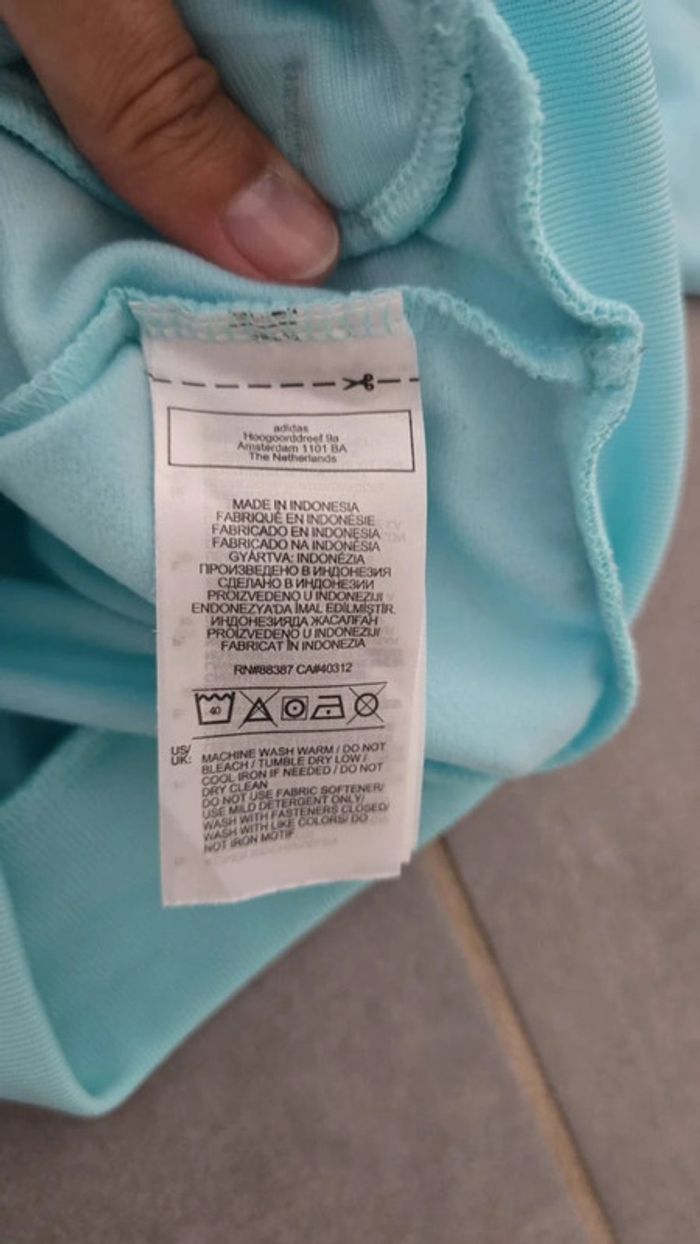 adidas
Hoogoorddreef 9a
Amsterdam 1101 BA
The Netherlands
MADE IN INDONESIA
FABRIQUÉ EN INDONÉSIE
FABRICADO EN INDONESIA
FABRICADO NA INDONÉSIA
GYÁRTVA: INDONÉZIA
ПРОИЗВЕДЕНО В ИНДОНЕЗИЯ
СДЕЛАНО В ИНДОНЕЗИИ
PROIZVEDENO U INDONEZIJI
ENDONEZYA'DA İMAL EDİLMİŞTİR.
ИНДОНЕЗИЯДА ЖАСАЛҒАН
PROIZVEDENO U INDONEZIJI
FABRICAT ÎN INDONEZIA
RN#88387 CA#40312
40
US/
UK:
MACHINE WASH WARM / DO NOT
BLEACH / TUMBLE DRY LOW /
COOL IRON IF NEEDED / DO NOT
DRY CLEAN
DO NOT USE FABRIC SOFTENER/
USE MILD DETERGENT ONLY/
WASH WITH FASTENERS CLOSED/
WASH WITH LIKE COLORS/ DO
NOT IRON MOTIF